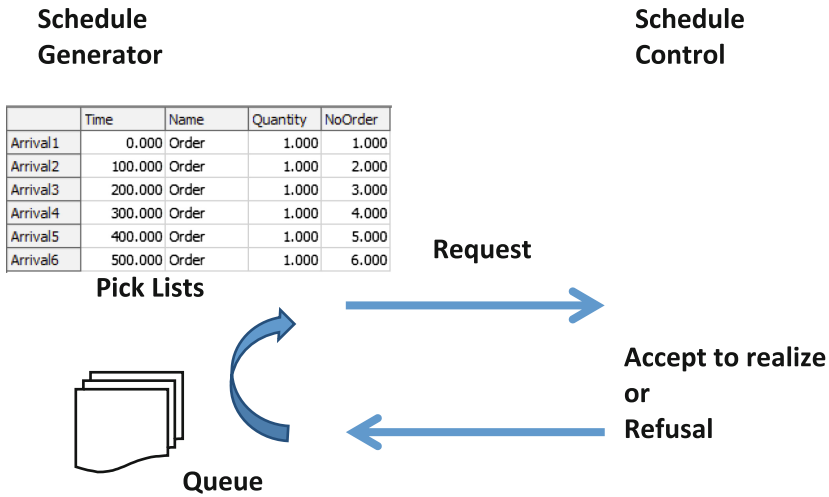 Schedule
Generator
Schedule
Control
Time Name Quantity NoOrder
Arrival1 0.000 Order 1.000 1.000
Arrival2 100.000 Order 1.000 2.000
Arrival3 200.000 Order 1.000 3.000
Arrival4 300.000 Order 1.000 4.000
Arrival5 400.000 Order 1.000 5.000
Arrival6 500.000 Order 1.000 6.000
Request
Pick Lists
Accept to realize
or
Refusal
Queue